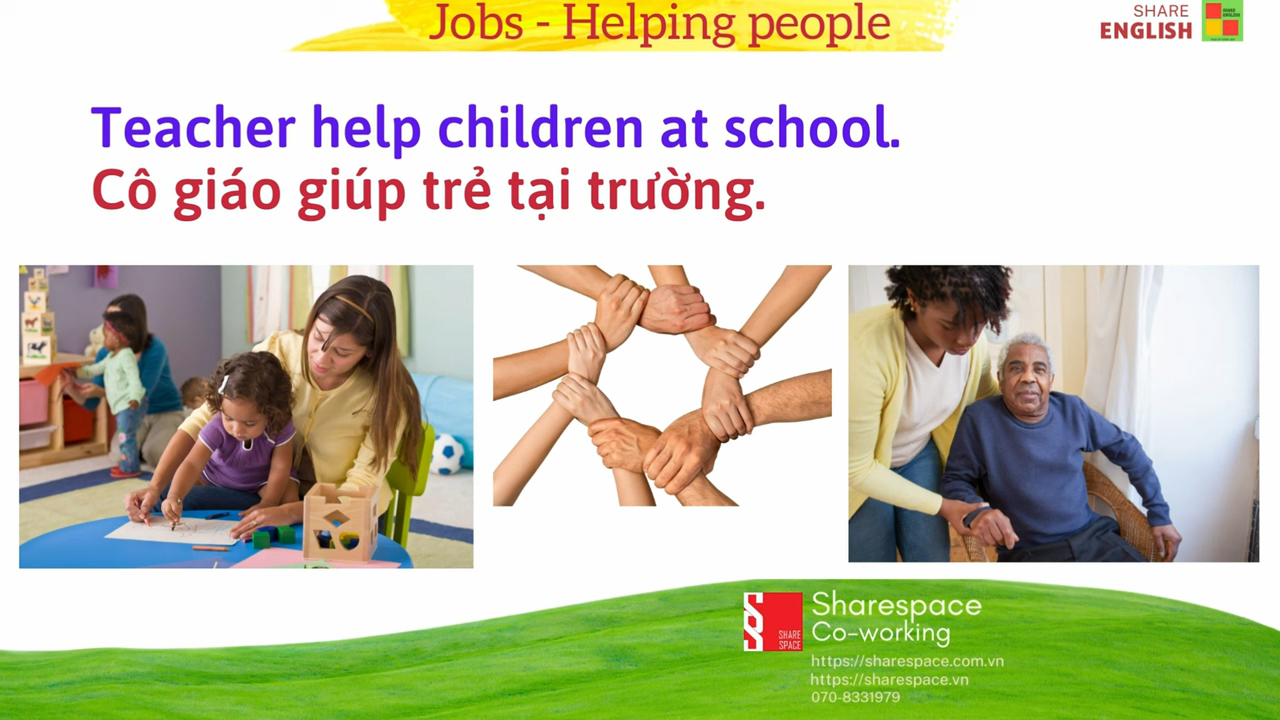 Jobs - Helping people
SHARE
ENGLISH
Teacher help children at school.
Cô giáo giúp trẻ tại trường.
SHARE
SPACE
Sharespace
Co-working
https://sharespace.com.vn
https://sharespace.vn
070-8331979